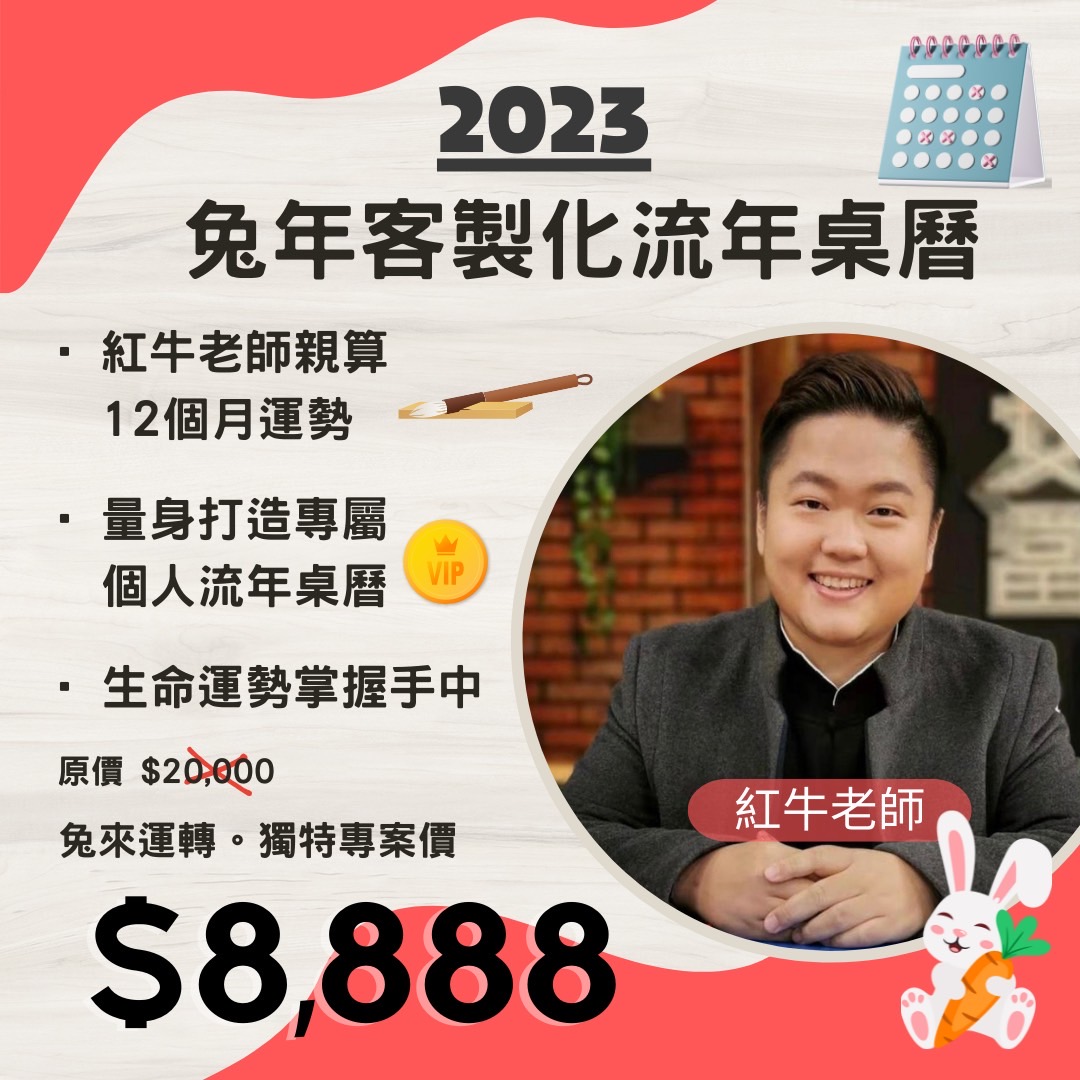 2023
兔年客製化流年桌曆
· 紅牛老師親算
12個月運勢
· 量身打造專屬
個人流年桌曆
VIP
· 生命運勢掌握手中
原價 $20,000
兔來運轉。獨特專案價
$8,888
紅牛老師